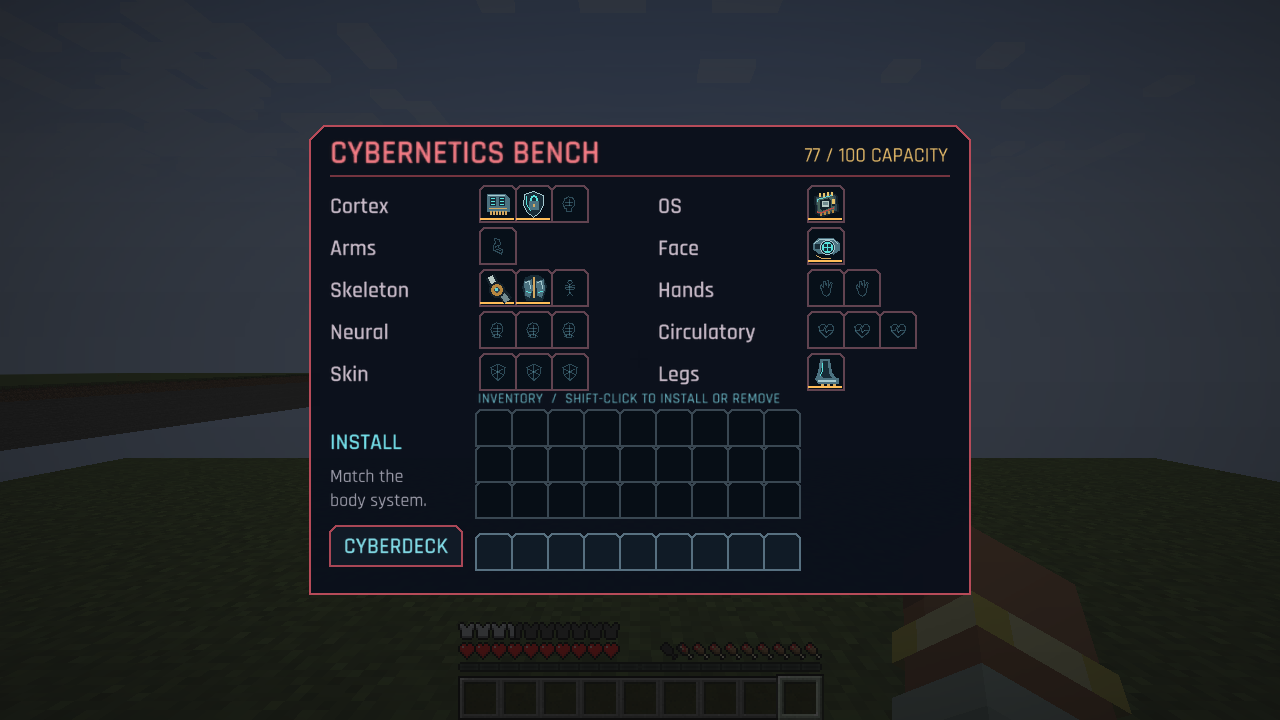 CYBERNETICS BENCH
77 / 100 CAPACITY
Cortex
OS
Arms
Face
Skeleton
Hands
Neural
Circulatory
Skin
Legs
INVENTORY / SHIFT-CLICK TO INSTALL OR REMOVE
INSTALL
Match the
body system.
CYBERDECK